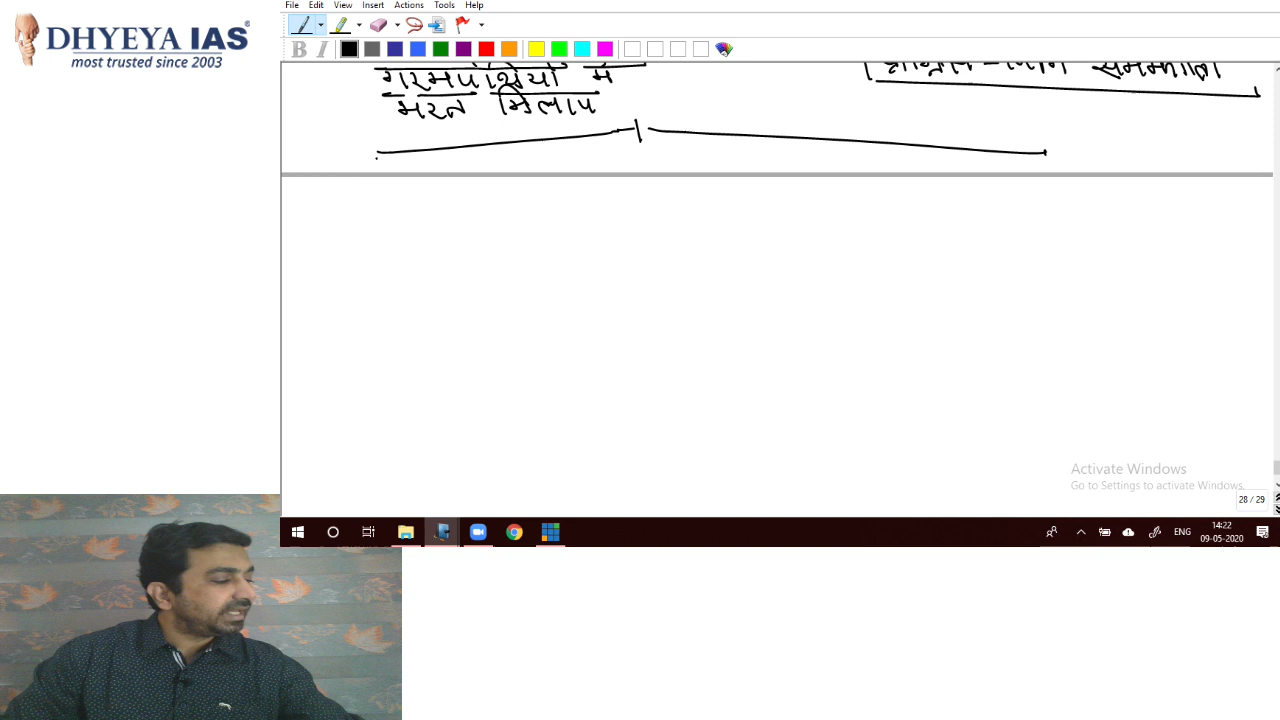 DHYEYA IAS®
most trusted since 2003
File Edit View Insert Actions Tools Help
B I
गरमपंथियों में
भरत मिलाप
समझौता
Activate Windows
Go to Settings to activate Windows.
28 / 29
ENG
14:22
09-05-2020